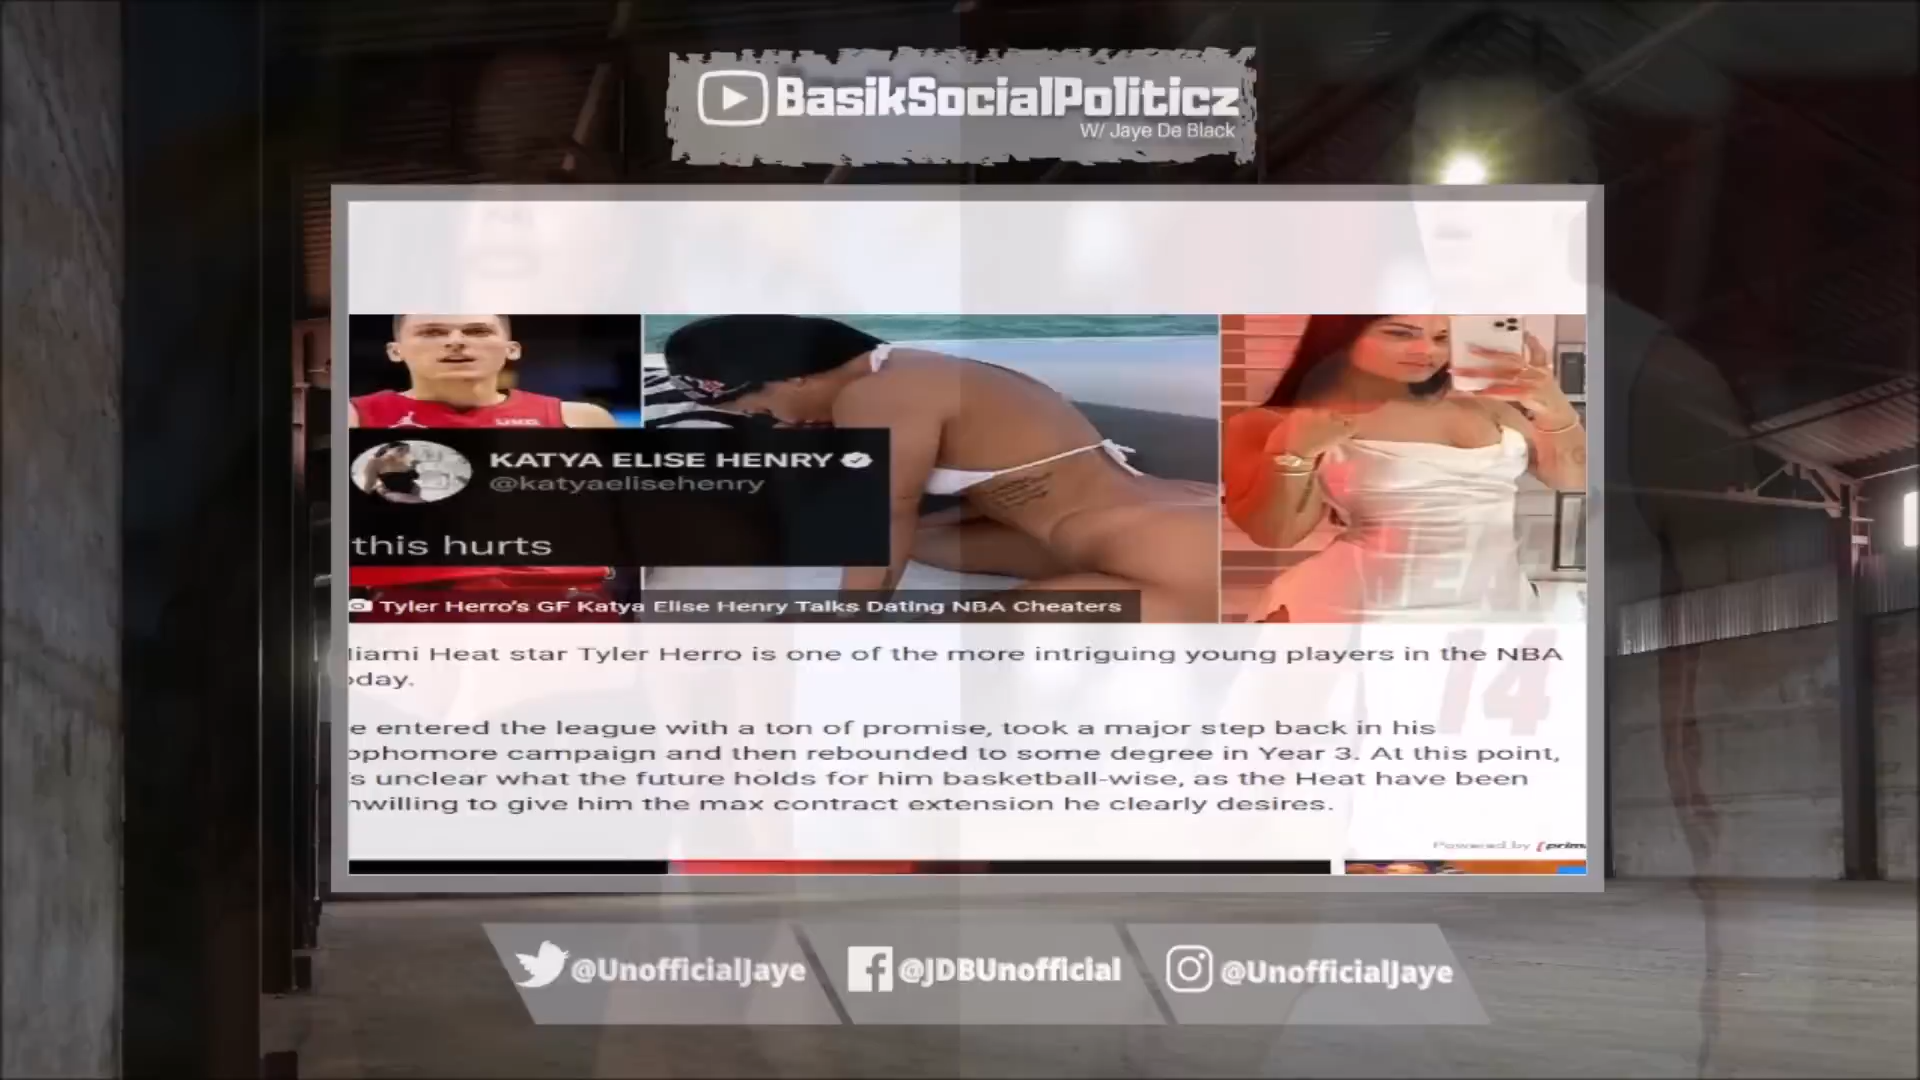 BasikSocialPoliticz
W/ Jaye De Black
KATYA ELISE HENRY
@katyaelisehenry
this hurts
Tyler Herro's GF Katya Elise Henry Talks Dating NBA Cheaters
iami Heat star Tyler Herro is one of the more intriguing young players in the NBA
oday.
e entered the league with a ton of promise, took a major step back in his
ophomore campaign and then rebounded to some degree in Year 3. At this point,
s unclear what the future holds for him basketball-wise, as the Heat have been
nwilling to give him the max contract extension he clearly desires.
HEAT
14
Powered by prim
@UnofficialJaye
@JDBUnofficial
@UnofficialJaye